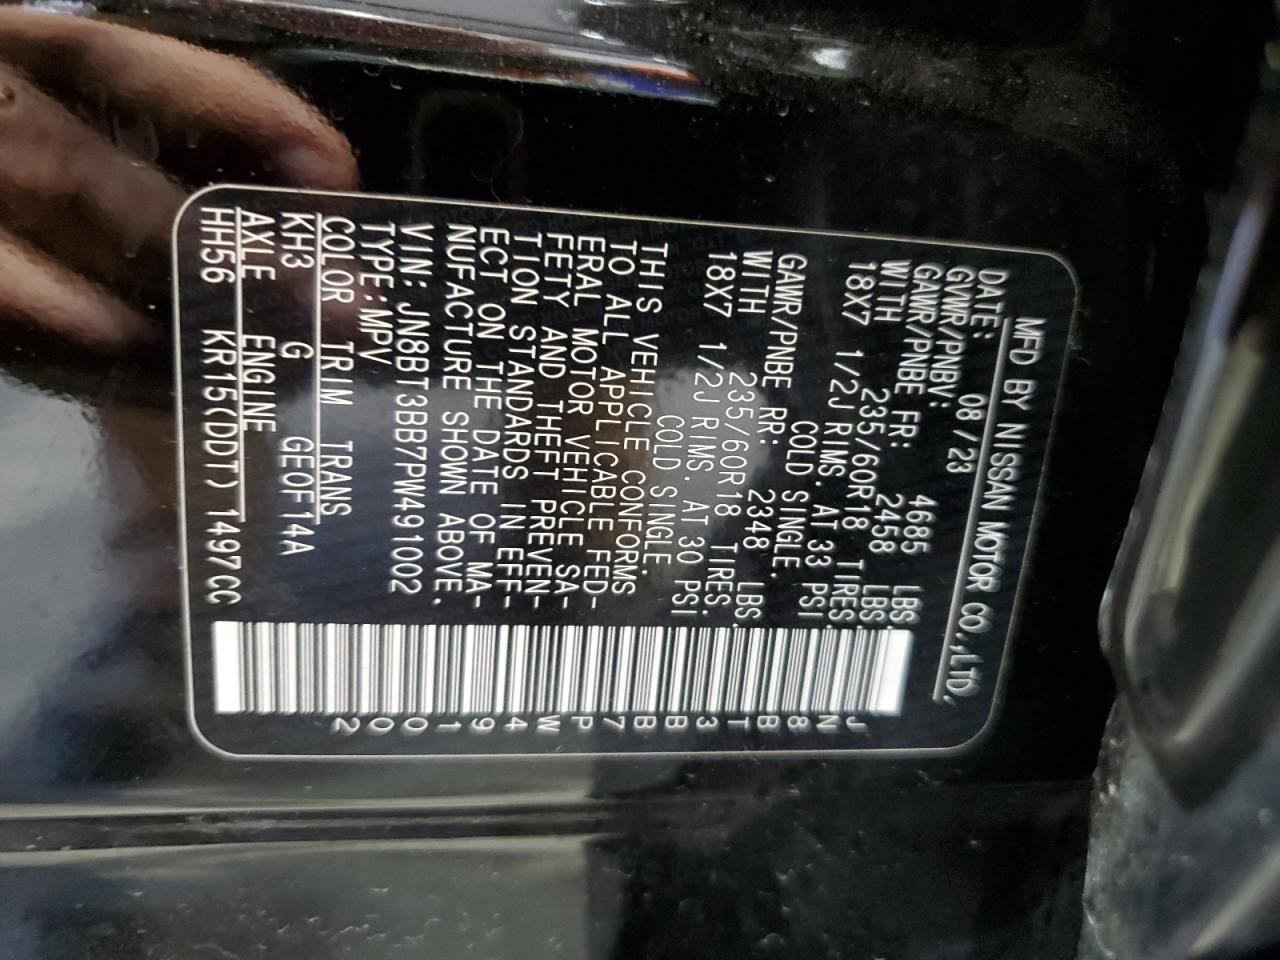 MFD BY NISSAN MOTOR CO.,LTD.
DATE: 08/23
GVWR/PNBV: 4685 LBS
GAWR/PNBE FR: 2458 LBS.
WITH 235/60R18 TIRES.
18X7 1/2J RIMS. AT 33 PSI
COLD SINGLE.
GAWR/PNBE RR: 2348 LBS.
WITH 235/60R18 TIRES.
18X7 1/2J RIMS. AT 30 PSI
COLD SINGLE.
THIS VEHICLE CONFORMS
TO ALL APPLICABLE FED-
ERAL MOTOR VEHICLE SA-
FETY AND THEFT PREVEN-
TION STANDARDS IN EFF-
ECT ON THE DATE OF MA-
NUFACTURE SHOWN ABOVE.
VIN: JN8BT3BB7PW491002
TYPE:MPV
COLOR TRIM TRANS
KH3 G GE0F14A
AXLE ENGINE
HH56 KR15(DDT)1497CC
JN8BT3BB7PW491002